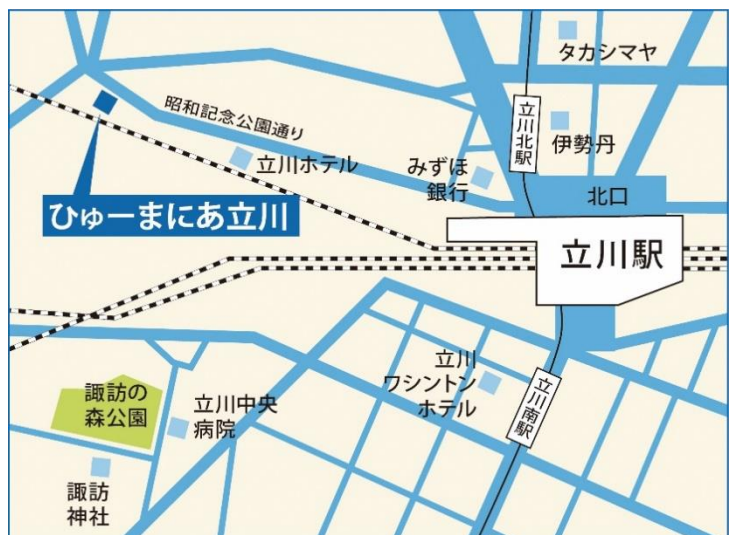 タカシマヤ
昭和記念公園通り
立川北駅
伊勢丹
立川ホテル
みずほ
銀行
北口
ひゅーまにあ立川
立川駅
立川
ワシントン
ホテル
立川南駅
諏訪の
森公園
立川中央
病院
諏訪
神社